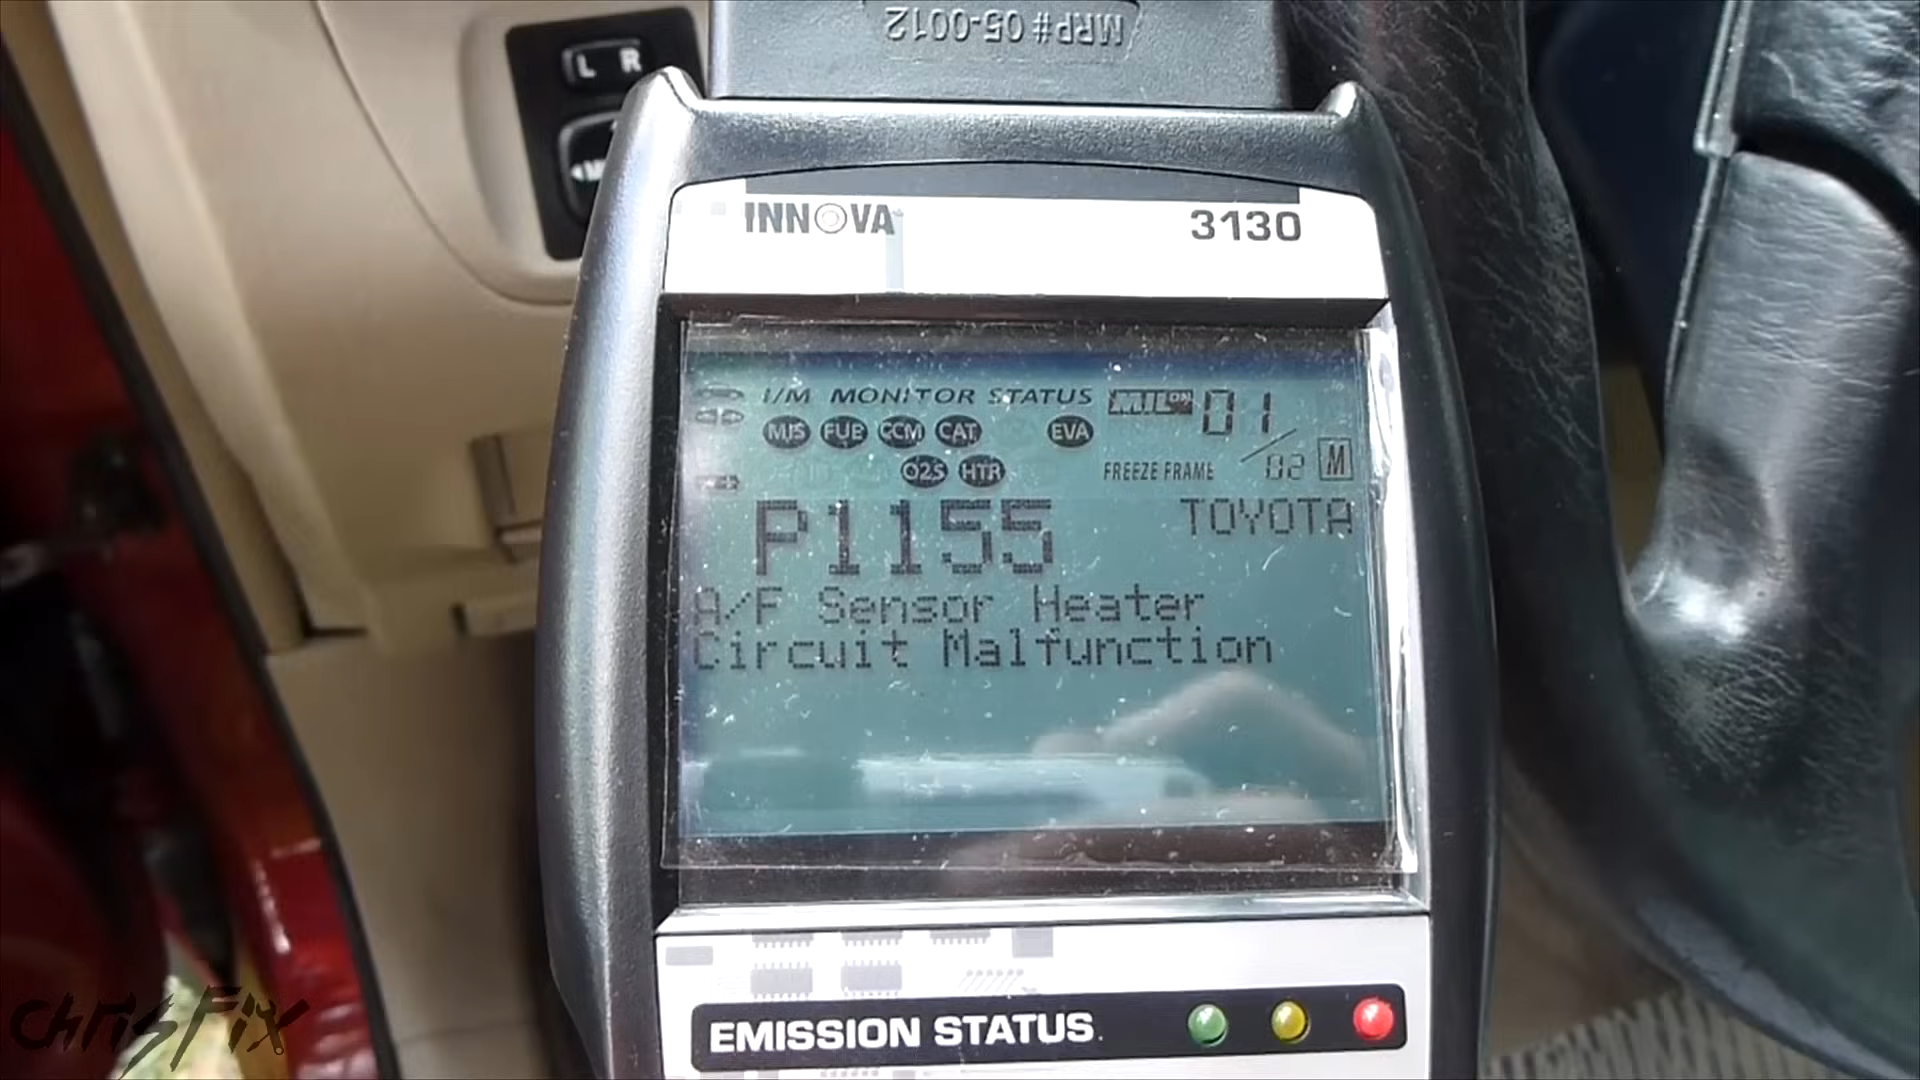 MRP# 05-0012
L R
INNOVA
3130
I/M MONITOR STATUS
MIL ON
01
MIS FUE CCM CAT EVA
O2S HTR
FREEZE FRAME
02
M
P1155
TOYOTA
A/F Sensor Heater
Circuit Malfunction
EMISSION STATUS
chrisFix